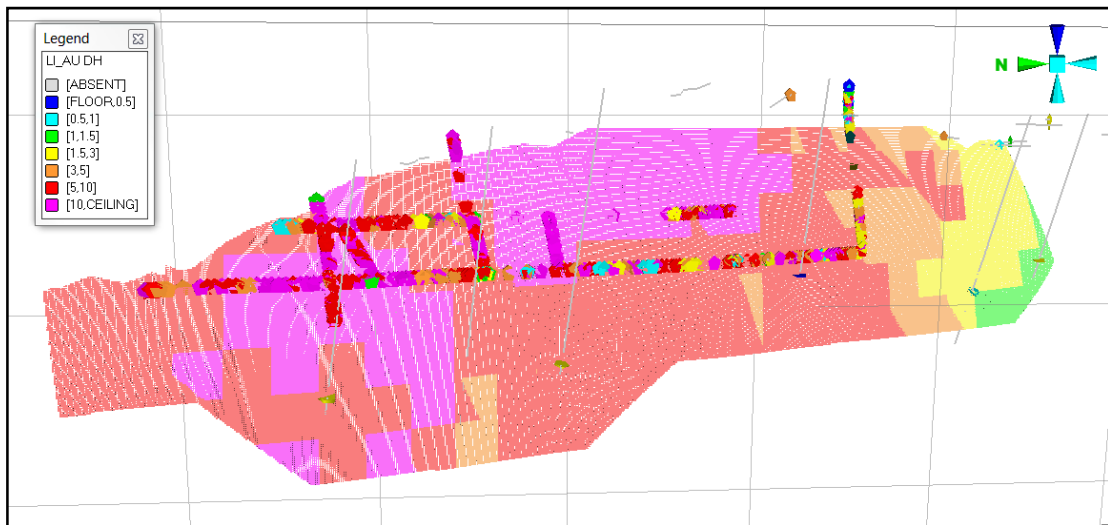 Legend
LI_AU DH
[ABSENT]
[FLOOR,0.5]
[0.5,1]
[1,1.5]
[1.5,3]
[3,5]
[5,10]
[10,CEILING]
N